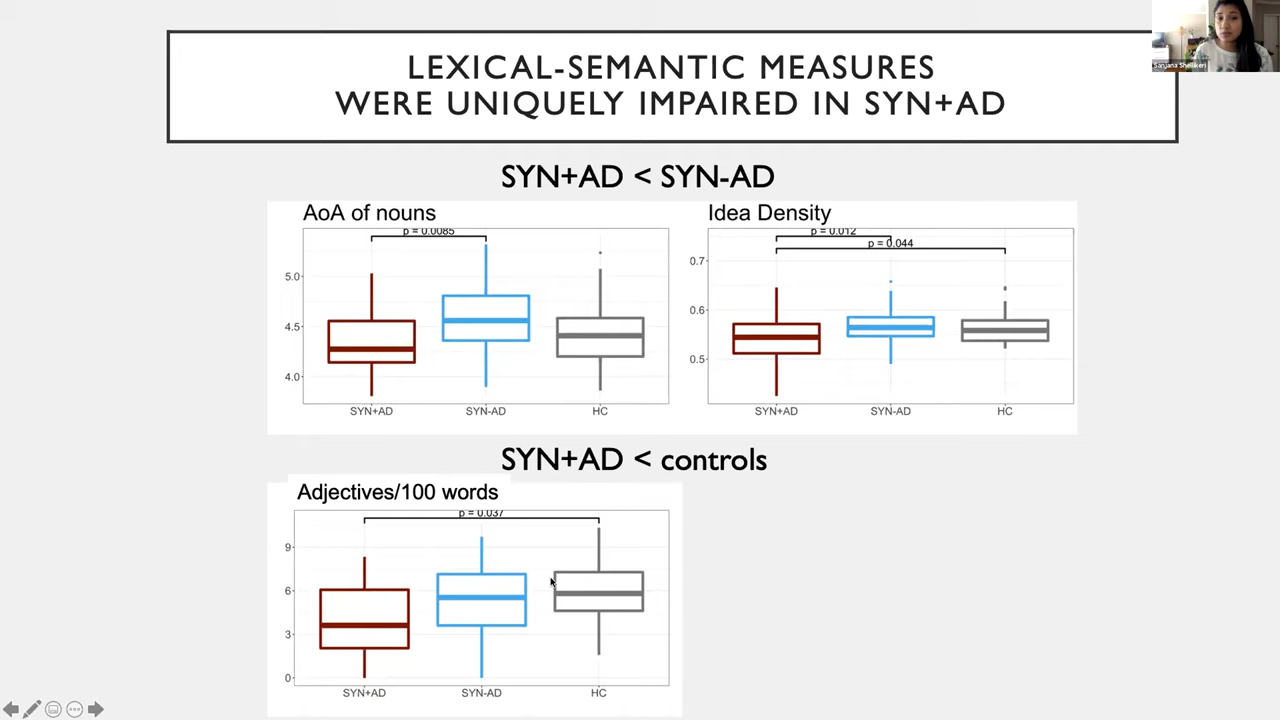 LEXICAL-SEMANTIC MEASURES
WERE UNIQUELY IMPAIRED IN SYN+AD
Sanjana Shellikeri
SYN+AD < SYN-AD
AoA of nouns
p = 0.0085
5.0
4.5
4.0
SYN+AD SYN-AD HC
Idea Density
p = 0.012
p = 0.044
0.7
0.6
0.5
SYN+AD SYN-AD HC
SYN+AD < controls
Adjectives/100 words
p = 0.037
9
6
3
0
SYN+AD SYN-AD HC